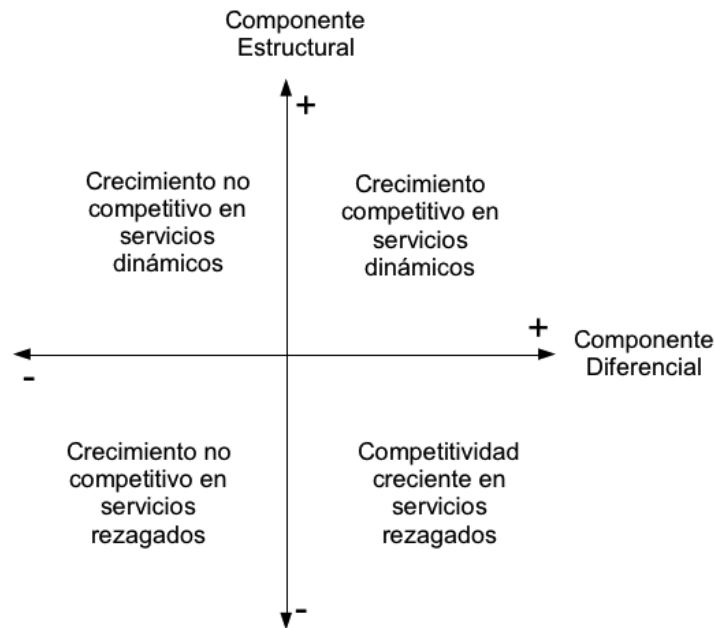 Componente
Estructural
+
Crecimiento no
competitivo en
servicios
dinámicos
Crecimiento
competitivo en
servicios
dinámicos
+
Componente
Diferencial
-
Crecimiento no
competitivo en
servicios
rezagados
Competitividad
creciente en
servicios
rezagados
-